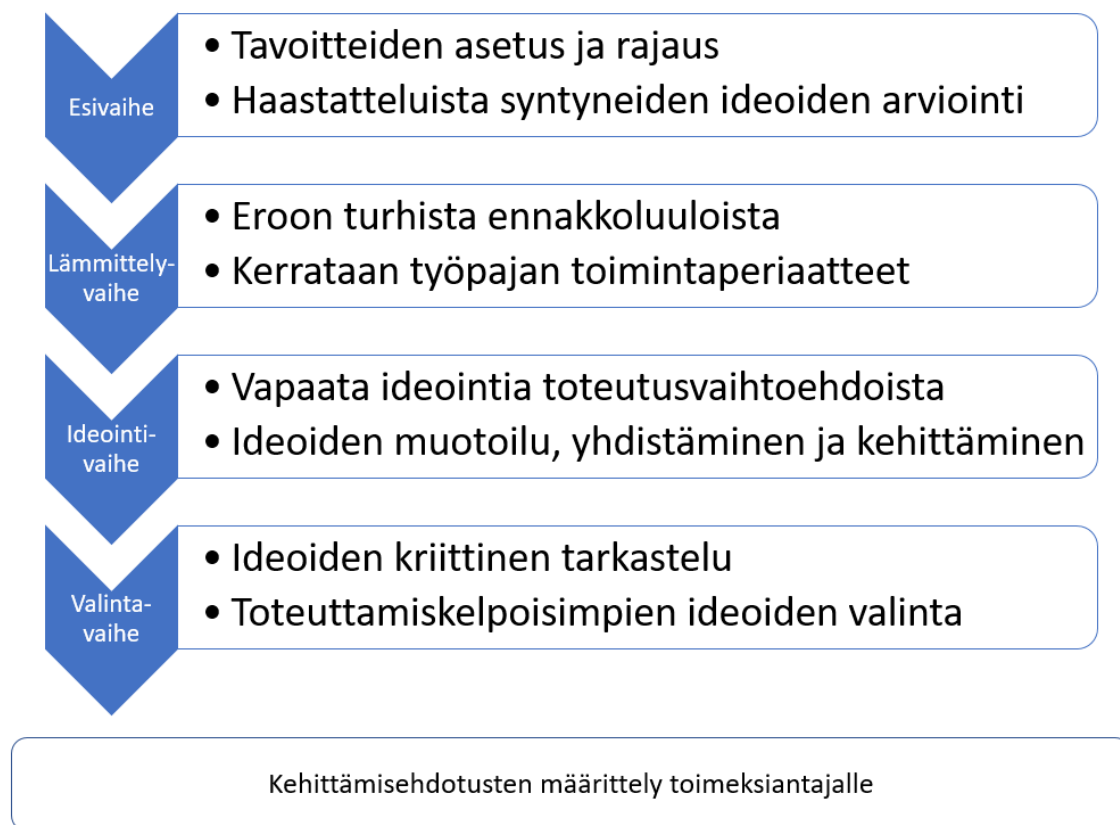 Esivaihe
• Tavoitteiden asetus ja rajaus
• Haastatteluista syntyneiden ideoiden arviointi
Lämmittely-
vaihe
• Eroon turhista ennakkoluuloista
• Kerrataan työpajan toimintaperiaatteet
Ideointi-
vaihe
• Vapaata ideointia toteutusvaihtoehdoista
• Ideoiden muotoilu, yhdistäminen ja kehittäminen
Valinta-
vaihe
• Ideoiden kriittinen tarkastelu
• Toteuttamiskelpoisimpien ideoiden valinta
Kehittämisehdotusten määrittely toimeksiantajalle